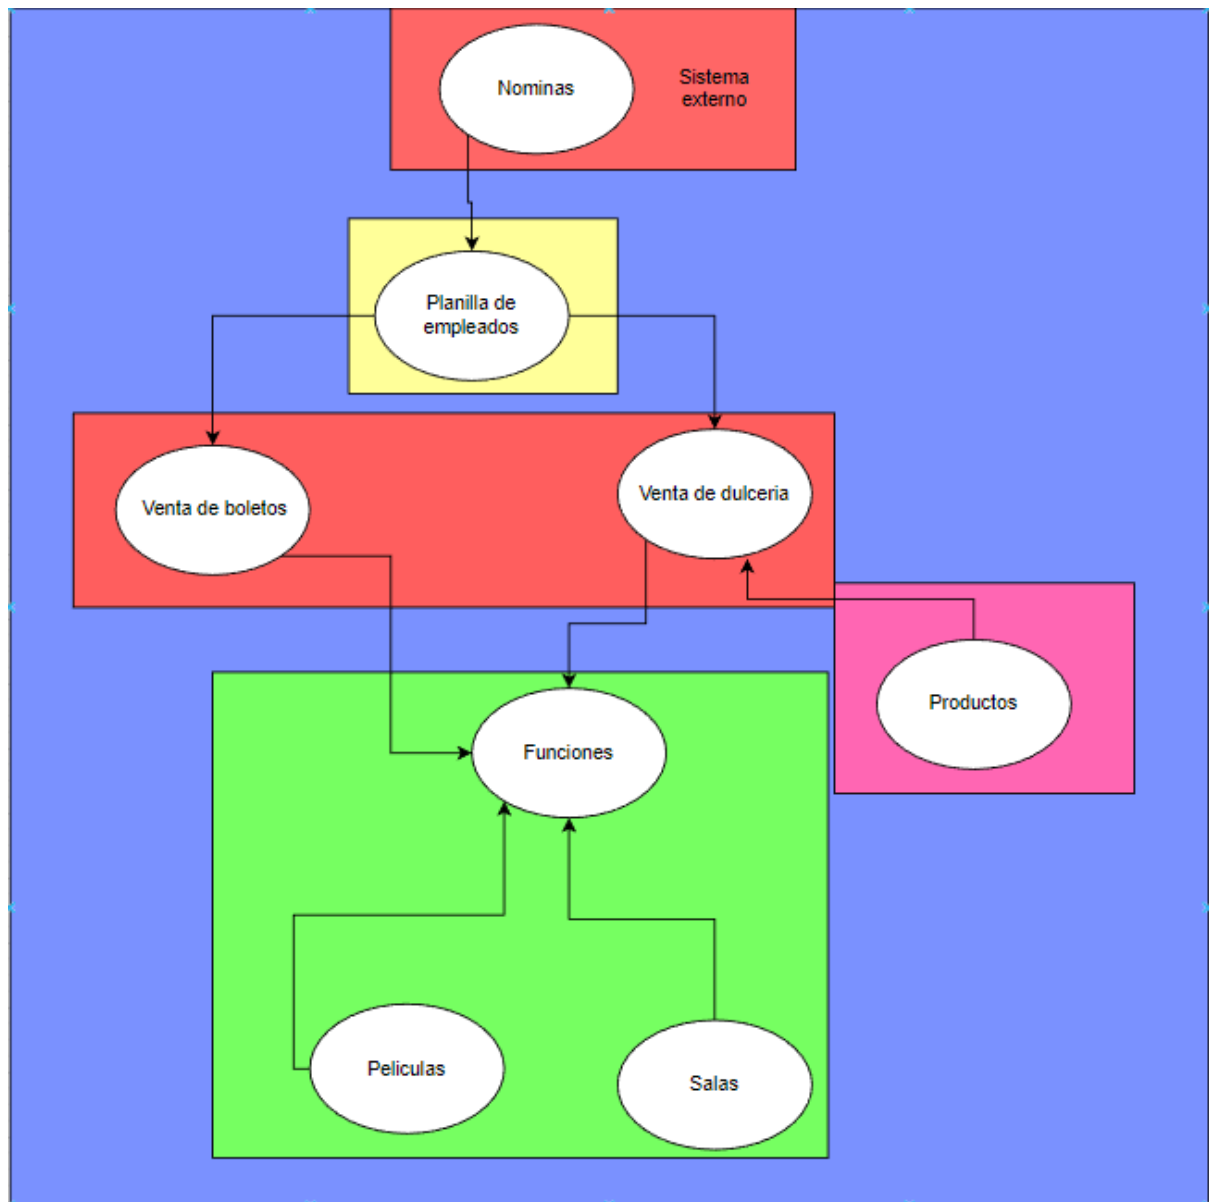 Nominas
Sistema
externo
Planilla de
empleados
Venta de boletos
Venta de dulceria
Productos
Funciones
Peliculas
Salas